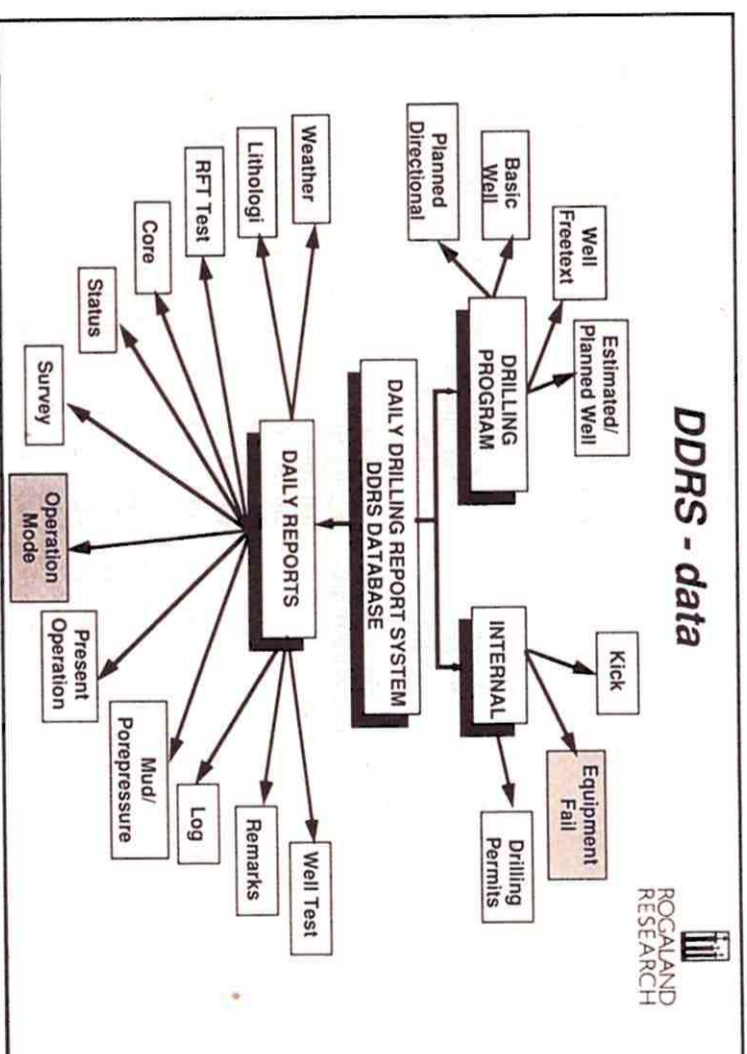 DDRS - data
ROGALAND
RESEARCH
Estimated/
Planned Well
Well
Freetext
Basic
Well
Planned
Directional
DRILLING
PROGRAM
Kick
Equipment
Fail
Drilling
Permits
INTERNAL
DAILY DRILLING REPORT SYSTEM
DDRS DATABASE
DAILY REPORTS
Weather
Lithologi
RFT Test
Core
Status
Survey
Operation
Mode
Present
Operation
Mud/
Porepressure
Log
Remarks
Well Test